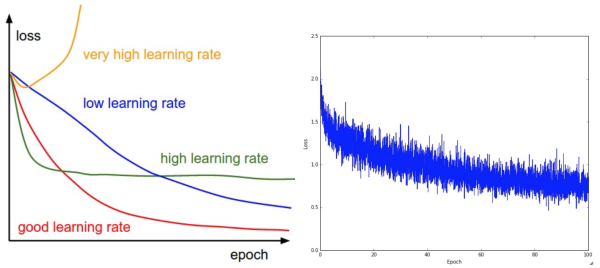 loss
very high learning rate
low learning rate
high learning rate
good learning rate
epoch
2.5
2.0
1.5
1.0
0.5
0.0
Loss
0
20
40
60
80
100
Epoch